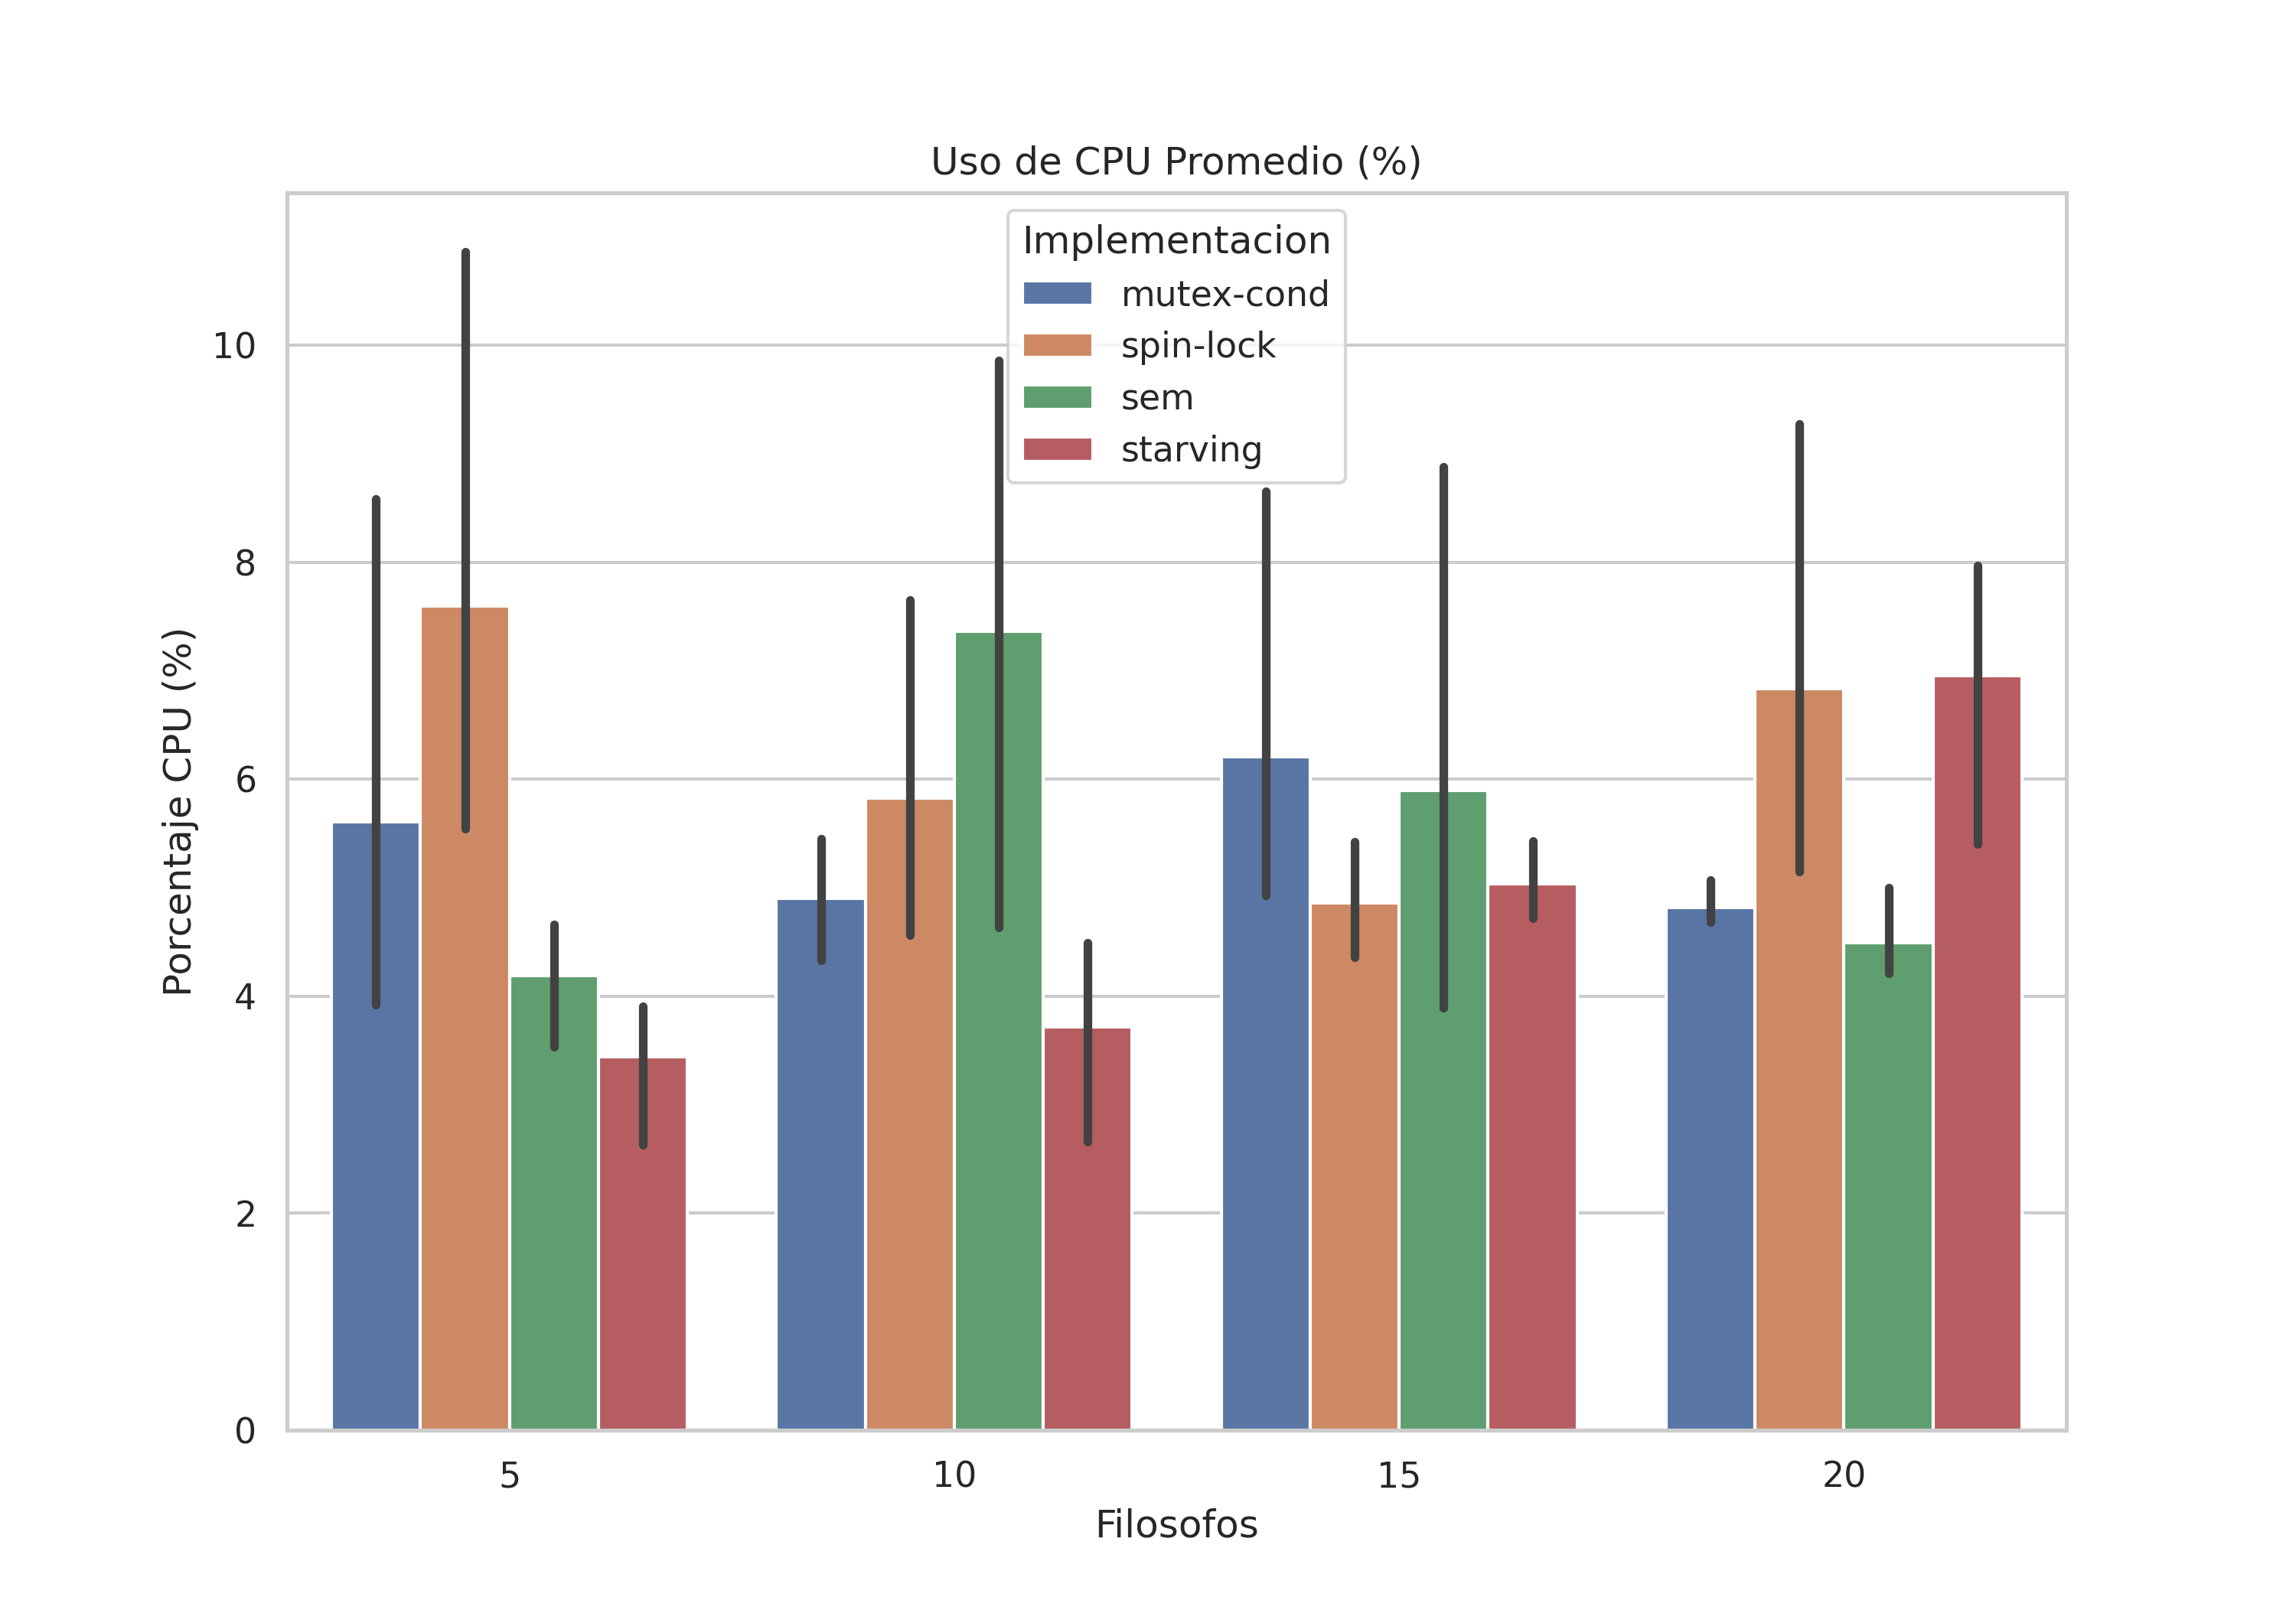 Uso de CPU Promedio (%)
Implementacion
mutex-cond
spin-lock
sem
starving
Porcentaje CPU (%)
10
8
6
4
2
0
5 10 15 20
Filosofos